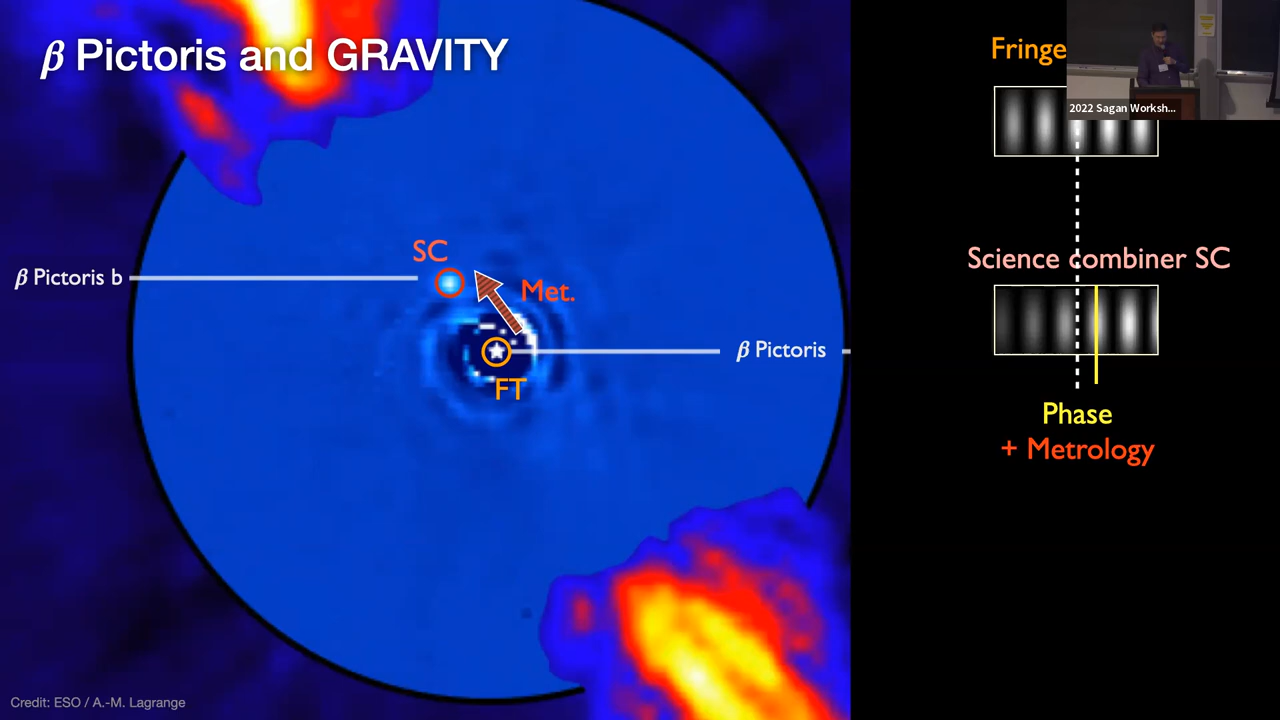 β Pictoris and GRAVITY
Fringe
2022 Sagan Worksh...
SC
β Pictoris b
Met.
β Pictoris
FT
Science combiner SC
Phase
+ Metrology
Credit: ESO / A.-M. Lagrange